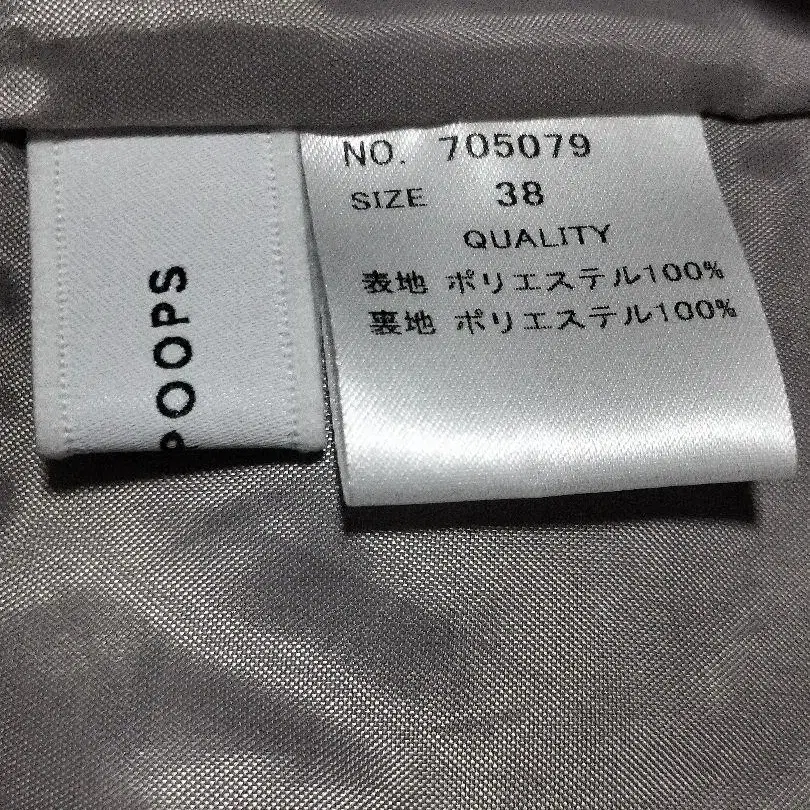 POOPS
NO. 705079
SIZE 38
QUALITY
表地 ポリエステル100%
裏地 ポリエステル100%